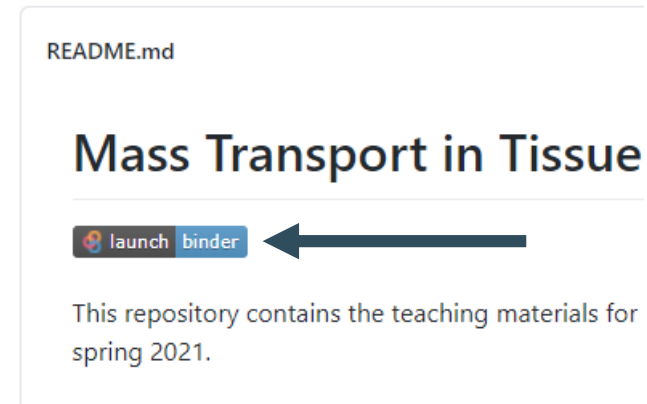 README.md
Mass Transport in Tissue
launch binder
This repository contains the teaching materials for
spring 2021.